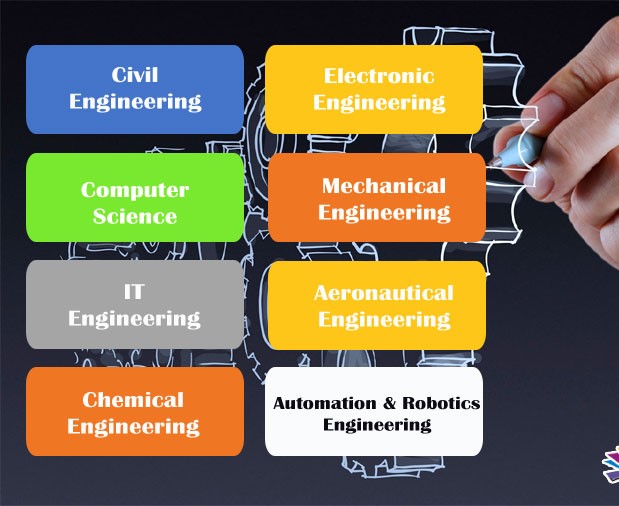 Civil
Engineering
Electronic
Engineering
Computer
Science
Mechanical
Engineering
IT
Engineering
Aeronautical
Engineering
Chemical
Engineering
Automation & Robotics
Engineering